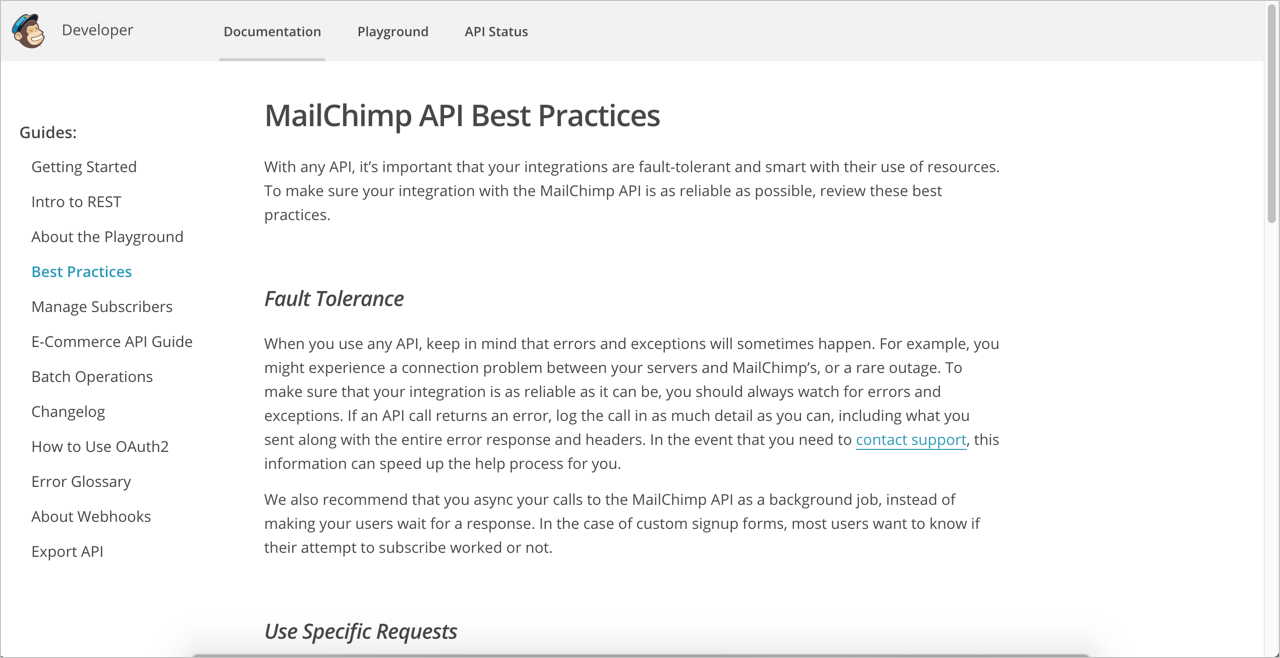 Developer
Documentation
Playground
API Status
Guides:
Getting Started
Intro to REST
About the Playground
Best Practices
Manage Subscribers
E-Commerce API Guide
Batch Operations
Changelog
How to Use OAuth2
Error Glossary
About Webhooks
Export API
MailChimp API Best Practices
With any API, it’s important that your integrations are fault-tolerant and smart with their use of resources.
To make sure your integration with the MailChimp API is as reliable as possible, review these best
practices.
Fault Tolerance
When you use any API, keep in mind that errors and exceptions will sometimes happen. For example, you
might experience a connection problem between your servers and MailChimp’s, or a rare outage. To
make sure that your integration is as reliable as it can be, you should always watch for errors and
exceptions. If an API call returns an error, log the call in as much detail as you can, including what you
sent along with the entire error response and headers. In the event that you need to contact support, this
information can speed up the help process for you.
We also recommend that you async your calls to the MailChimp API as a background job, instead of
making your users wait for a response. In the case of custom signup forms, most users want to know if
their attempt to subscribe worked or not.
Use Specific Requests